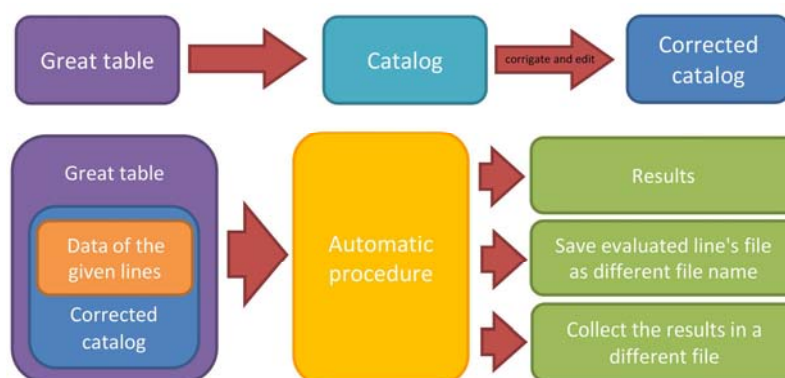 Great table
Catalog
corrigate and edit
Corrected
catalog
Great table
Data of the
given lines
Corrected
catalog
Automatic
procedure
Results
Save evaluated line's file
as different file name
Collect the results in a
different file